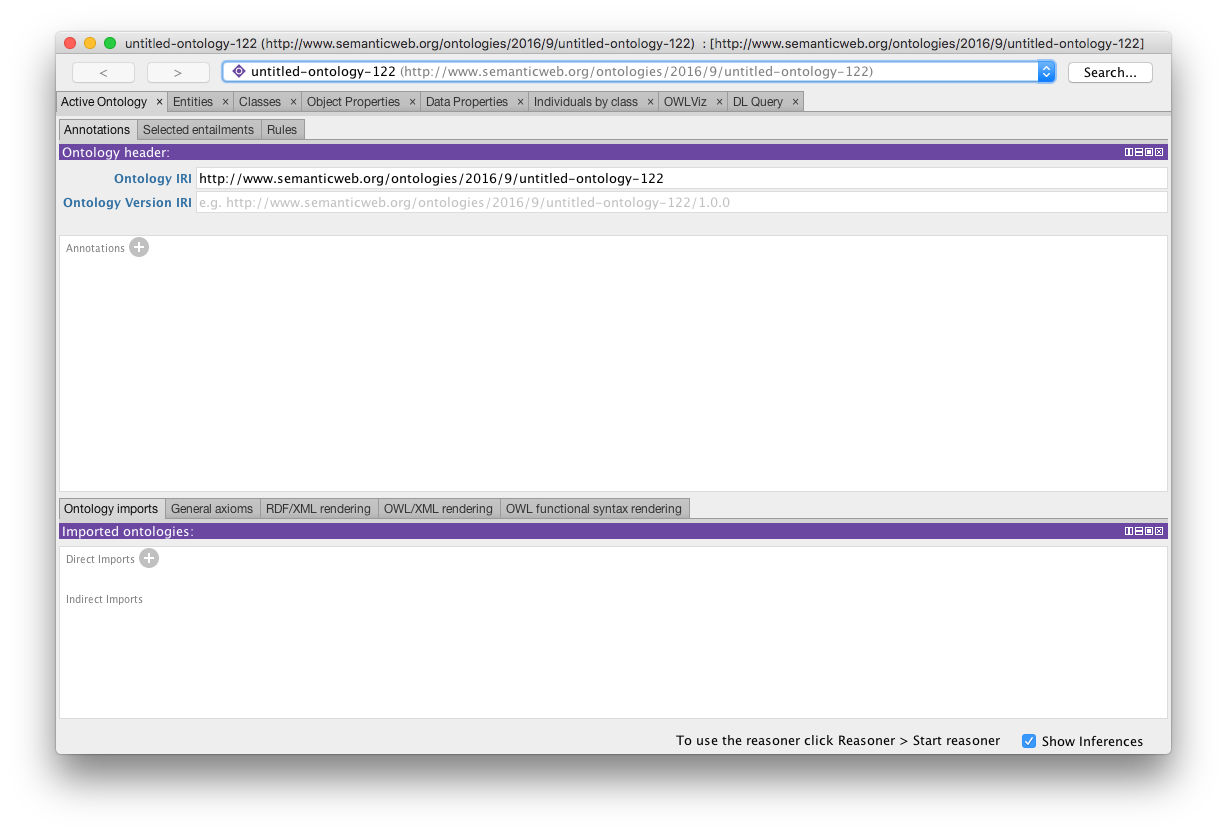 untitled-ontology-122 (http://www.semanticweb.org/ontologies/2016/9/untitled-ontology-122) : [http://www.semanticweb.org/ontologies/2016/9/untitled-ontology-122]
< > untitled-ontology-122 (http://www.semanticweb.org/ontologies/2016/9/untitled-ontology-122) Search...
Active Ontology × Entities × Classes × Object Properties × Data Properties × Individuals by class × OWLViz × DL Query ×
Annotations Selected entailments Rules
Ontology header:
Ontology IRI http://www.semanticweb.org/ontologies/2016/9/untitled-ontology-122
Ontology Version IRI e.g. http://www.semanticweb.org/ontologies/2016/9/untitled-ontology-122/1.0.0
Annotations
Ontology imports General axioms RDF/XML rendering OWL/XML rendering OWL functional syntax rendering
Imported ontologies:
Direct Imports
Indirect Imports
To use the reasoner click Reasoner > Start reasoner Show Inferences